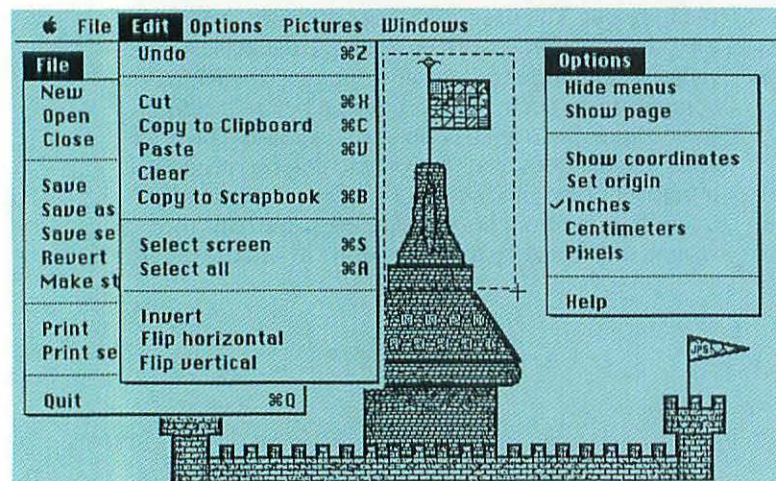 File Edit Options Pictures Windows
File
New
Open
Close
Save
Save as
Save se
Revert
Make st
Print
Print se
Quit ⌘Q
Undo ⌘Z
Cut ⌘X
Copy to Clipboard ⌘C
Paste ⌘V
Clear
Copy to Scrapbook ⌘B
Select screen ⌘S
Select all ⌘A
Invert
Flip horizontal
Flip vertical
Options
Hide menus
Show page
Show coordinates
Set origin
✓Inches
Centimeters
Pixels
Help
JPS